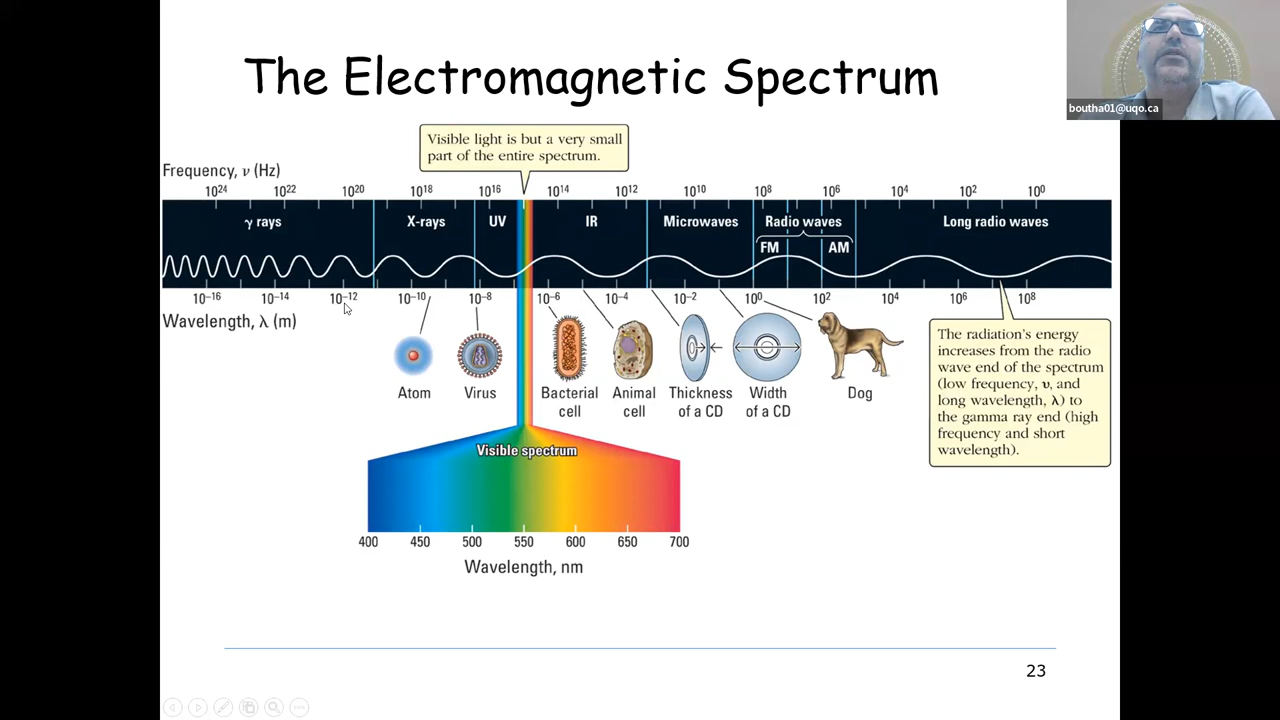 The Electromagnetic Spectrum
boutha01@uqo.ca
Visible light is but a very small
part of the entire spectrum.
Frequency, ν (Hz)
10²⁴ 10²² 10²⁰ 10¹⁸ 10¹⁶ 10¹⁴ 10¹² 10¹⁰ 10⁸ 10⁶ 10⁴ 10² 10⁰
γ rays X-rays UV IR Microwaves Radio waves Long radio waves
FM AM
10⁻¹⁶ 10⁻¹⁴ 10⁻¹² 10⁻¹⁰ 10⁻⁸ 10⁻⁶ 10⁻⁴ 10⁻² 10⁰ 10² 10⁴ 10⁶ 10⁸
Wavelength, λ (m)
Atom
Virus
Bacterial
cell
Animal
cell
Thickness
of a CD
Width
of a CD
Dog
The radiation's energy
increases from the radio
wave end of the spectrum
(low frequency, υ, and
long wavelength, λ) to
the gamma ray end (high
frequency and short
wavelength).
Visible spectrum
400 450 500 550 600 650 700
Wavelength, nm
23